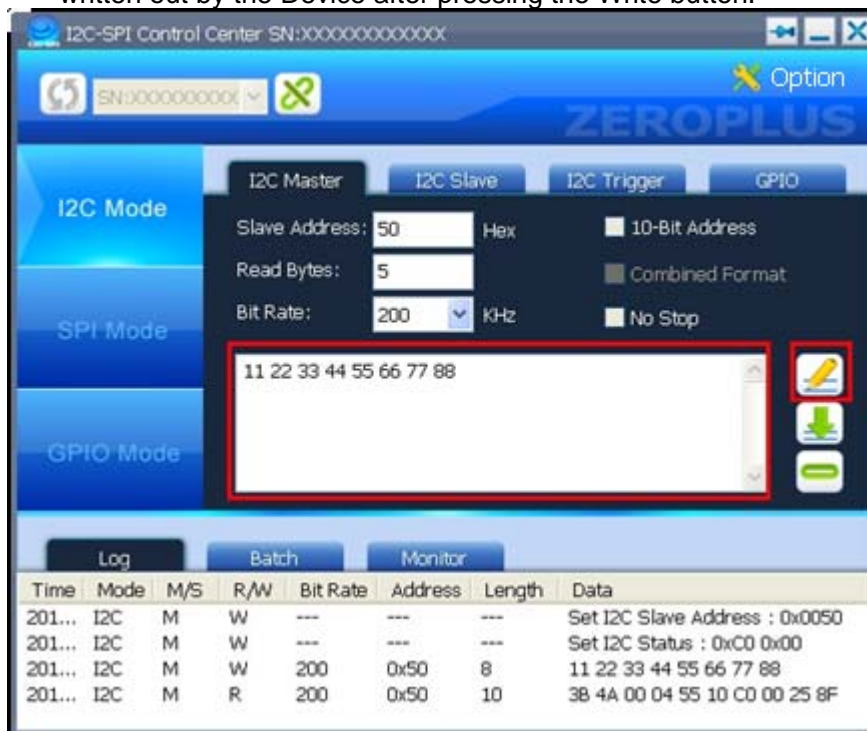 written out by the Device after pressing the Write button.
I2C-SPI Control Center SN:XXXXXXXXXXXX
Option
SN:XXXXXXXXXX
ZEROPLUS
I2C Master I2C Slave I2C Trigger GPIO
I2C Mode
Slave Address: 50 Hex 10-Bit Address
Read Bytes: 5 Combined Format
Bit Rate: 200 KHz No Stop
SPI Mode
11 22 33 44 55 66 77 88
GPIO Mode
Log Batch Monitor
Time Mode M/S R/W Bit Rate Address Length Data
201... I2C M W --- --- --- Set I2C Slave Address : 0x0050
201... I2C M W --- --- --- Set I2C Status : 0xC0 0x00
201... I2C M W 200 0x50 8 11 22 33 44 55 66 77 88
201... I2C M R 200 0x50 10 3B 4A 00 04 55 10 C0 00 25 8F